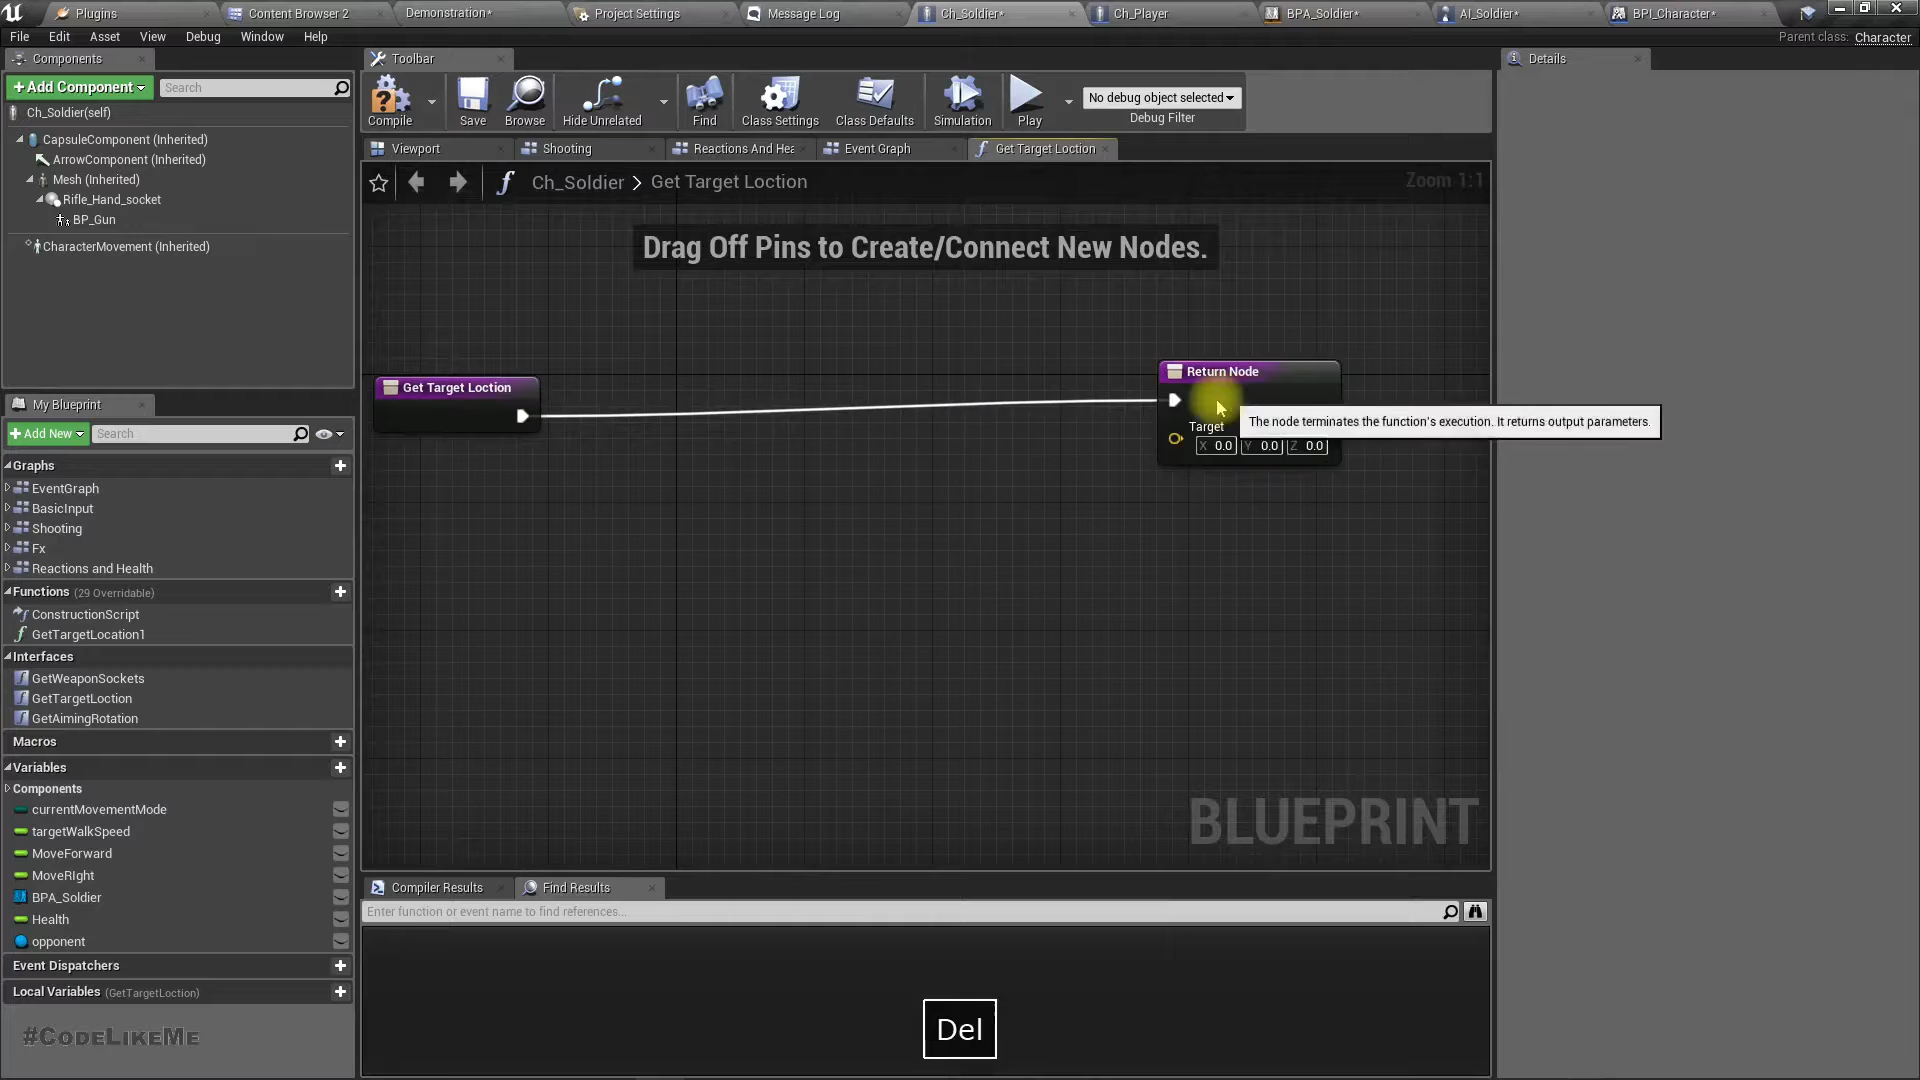 Plugins
Content Browser 2
Demonstration*
Project Settings
Message Log
Ch_Soldier*
Ch_Player
BPA_Soldier*
AI_Soldier*
BPI_Character*
File Edit Asset View Debug Window Help
Parent class: Character
Components
Toolbar
Details
+ Add Component
Search
Ch_Soldier(self)
CapsuleComponent (Inherited)
ArrowComponent (Inherited)
Mesh (Inherited)
Rifle_Hand_socket
BP_Gun
CharacterMovement (Inherited)
Compile
Save
Browse
Hide Unrelated
Find
Class Settings
Class Defaults
Simulation
Play
No debug object selected
Debug Filter
Viewport
Shooting
Reactions And Hea
Event Graph
Get Target Loction
Ch_Soldier > Get Target Loction
Zoom 1:1
Drag Off Pins to Create/Connect New Nodes.
Get Target Loction
Return Node
Target
X 0.0 Y 0.0 Z 0.0
The node terminates the function's execution. It returns output parameters.
BLUEPRINT
My Blueprint
+ Add New
Search
Graphs
EventGraph
BasicInput
Shooting
Fx
Reactions and Health
Functions (29 Overridable)
ConstructionScript
GetTargetLocation1
Interfaces
GetWeaponSockets
GetTargetLoction
GetAimingRotation
Macros
Variables
Components
currentMovementMode
targetWalkSpeed
MoveForward
MoveRIght
BPA_Soldier
Health
opponent
Event Dispatchers
Local Variables (GetTargetLoction)
Compiler Results
Find Results
Enter function or event name to find references...
Del
#CodeLikeMe